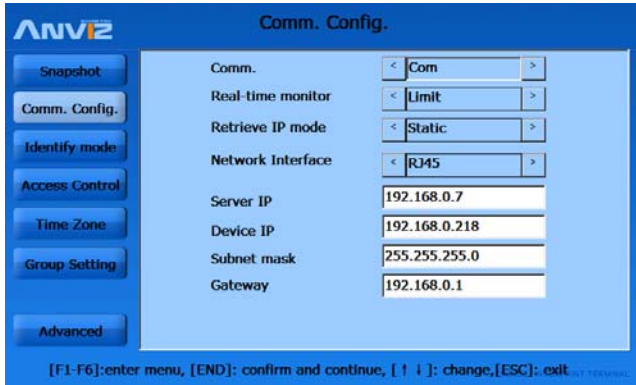 ANVIZ
Comm. Config.
Snapshot
Comm. Config.
Identify mode
Access Control
Time Zone
Group Setting
Advanced
Comm. < Com >
Real-time monitor < Limit >
Retrieve IP mode < Static >
Network Interface < RJ45 >
Server IP 192.168.0.7
Device IP 192.168.0.218
Subnet mask 255.255.255.0
Gateway 192.168.0.1
[F1-F6]:enter menu, [END]: confirm and continue, [ ↑ ↓ ]: change,[ESC]:.exit